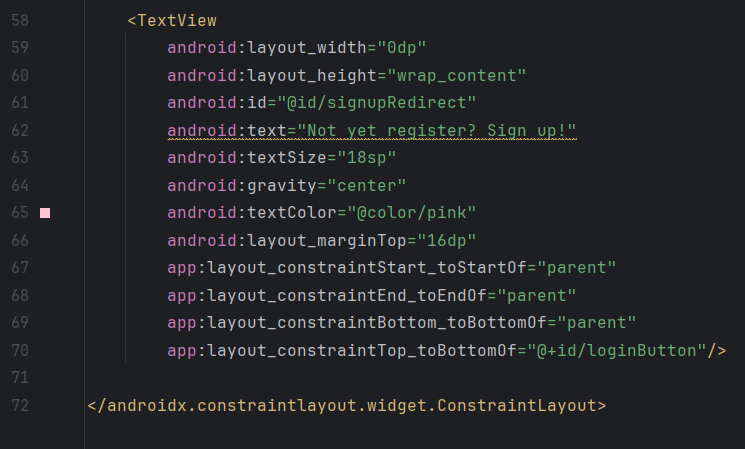 58 <TextView
59 android:layout_width="0dp"
60 android:layout_height="wrap_content"
61 android:id="@id/signupRedirect"
62 android:text="Not yet register? Sign up!"
63 android:textSize="18sp"
64 android:gravity="center"
65 android:textColor="@color/pink"
66 android:layout_marginTop="16dp"
67 app:layout_constraintStart_toStartOf="parent"
68 app:layout_constraintEnd_toEndOf="parent"
69 app:layout_constraintBottom_toBottomOf="parent"
70 app:layout_constraintTop_toBottomOf="@+id/loginButton"/>
71
72 </androidx.constraintlayout.widget.ConstraintLayout>